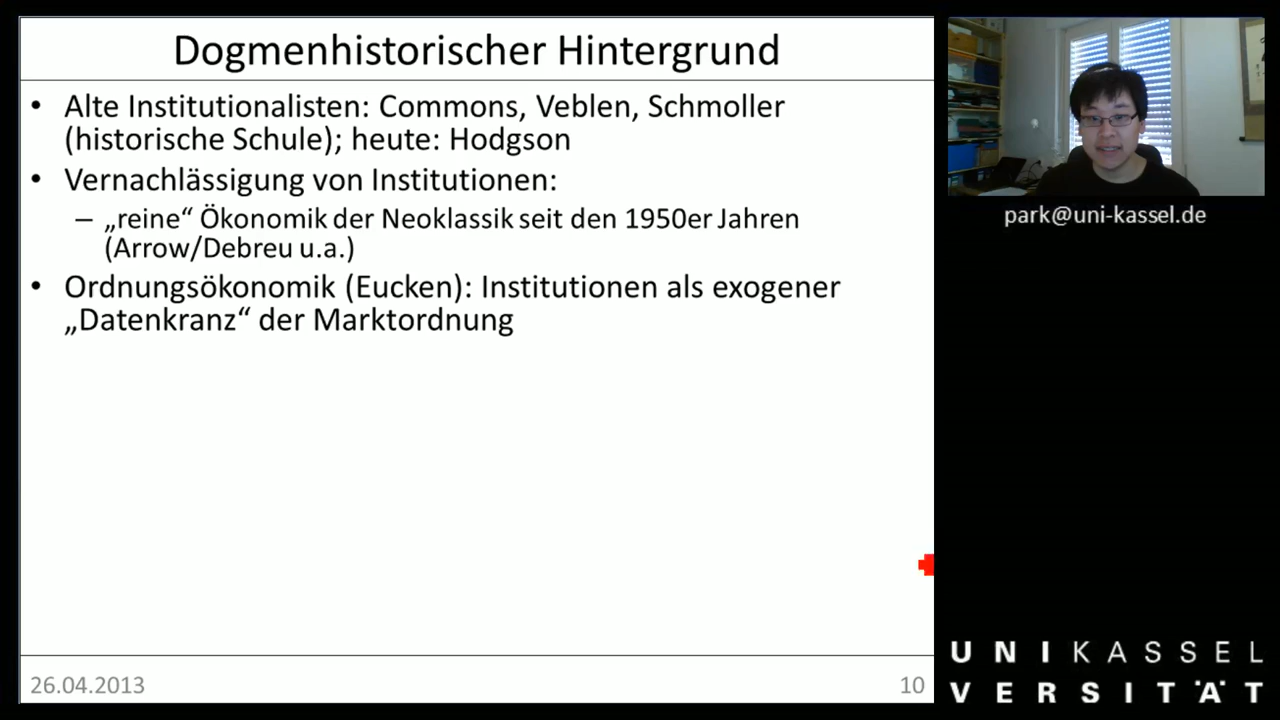 Dogmenhistorischer Hintergrund
• Alte Institutionalisten: Commons, Veblen, Schmoller
(historische Schule); heute: Hodgson
• Vernachlässigung von Institutionen:
– „reine“ Ökonomik der Neoklassik seit den 1950er Jahren
(Arrow/Debreu u.a.)
• Ordnungsökonomik (Eucken): Institutionen als exogener
„Datenkranz“ der Marktordnung
26.04.2013
10
park@uni-kassel.de
UNIKASSEL
VERSITÄT